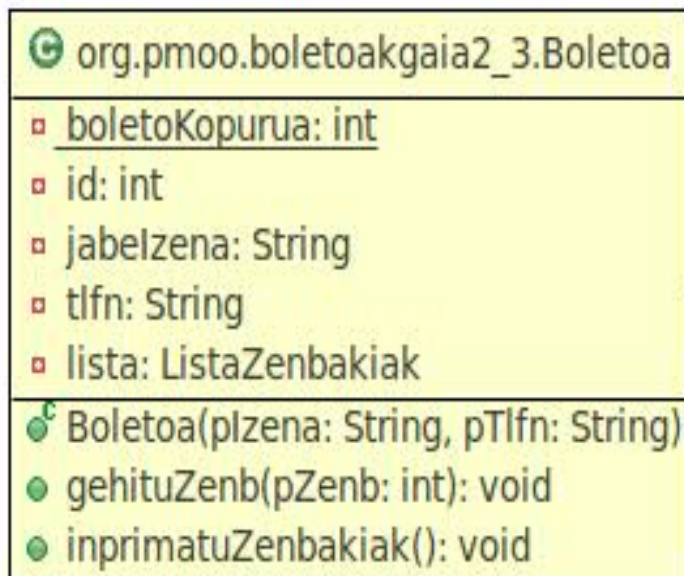 C org.pmoo.boletoakgaia2_3.Boletoa
boletoKopurua: int
id: int
jabeIzena: String
tlfn: String
lista: ListaZenbakiak
C Boletoa(pIzena: String, pTlfn: String)
gehituZenb(pZenb: int): void
inprimatuZenbakiak(): void